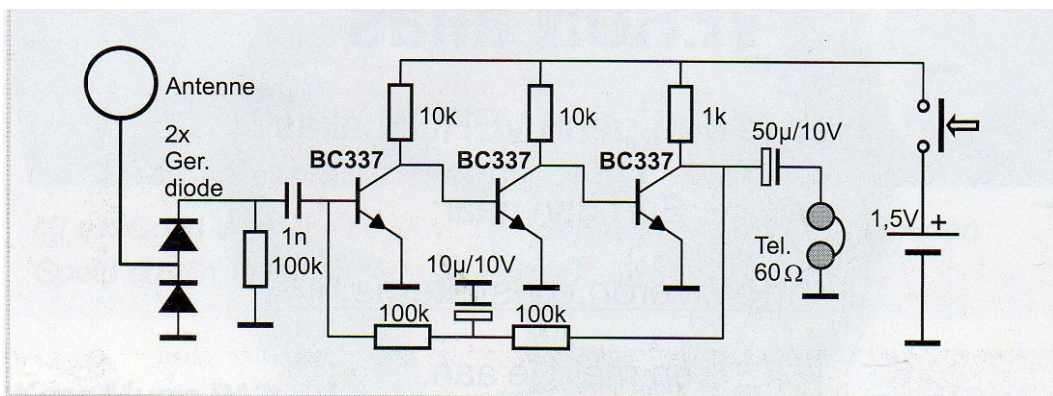 Antenne
2x
Ger.
diode
1n
100k
10k
BC337
10k
BC337
1k
BC337
10µ/10V
100k
100k
50µ/10V
Tel.
60Ω
1,5V
+